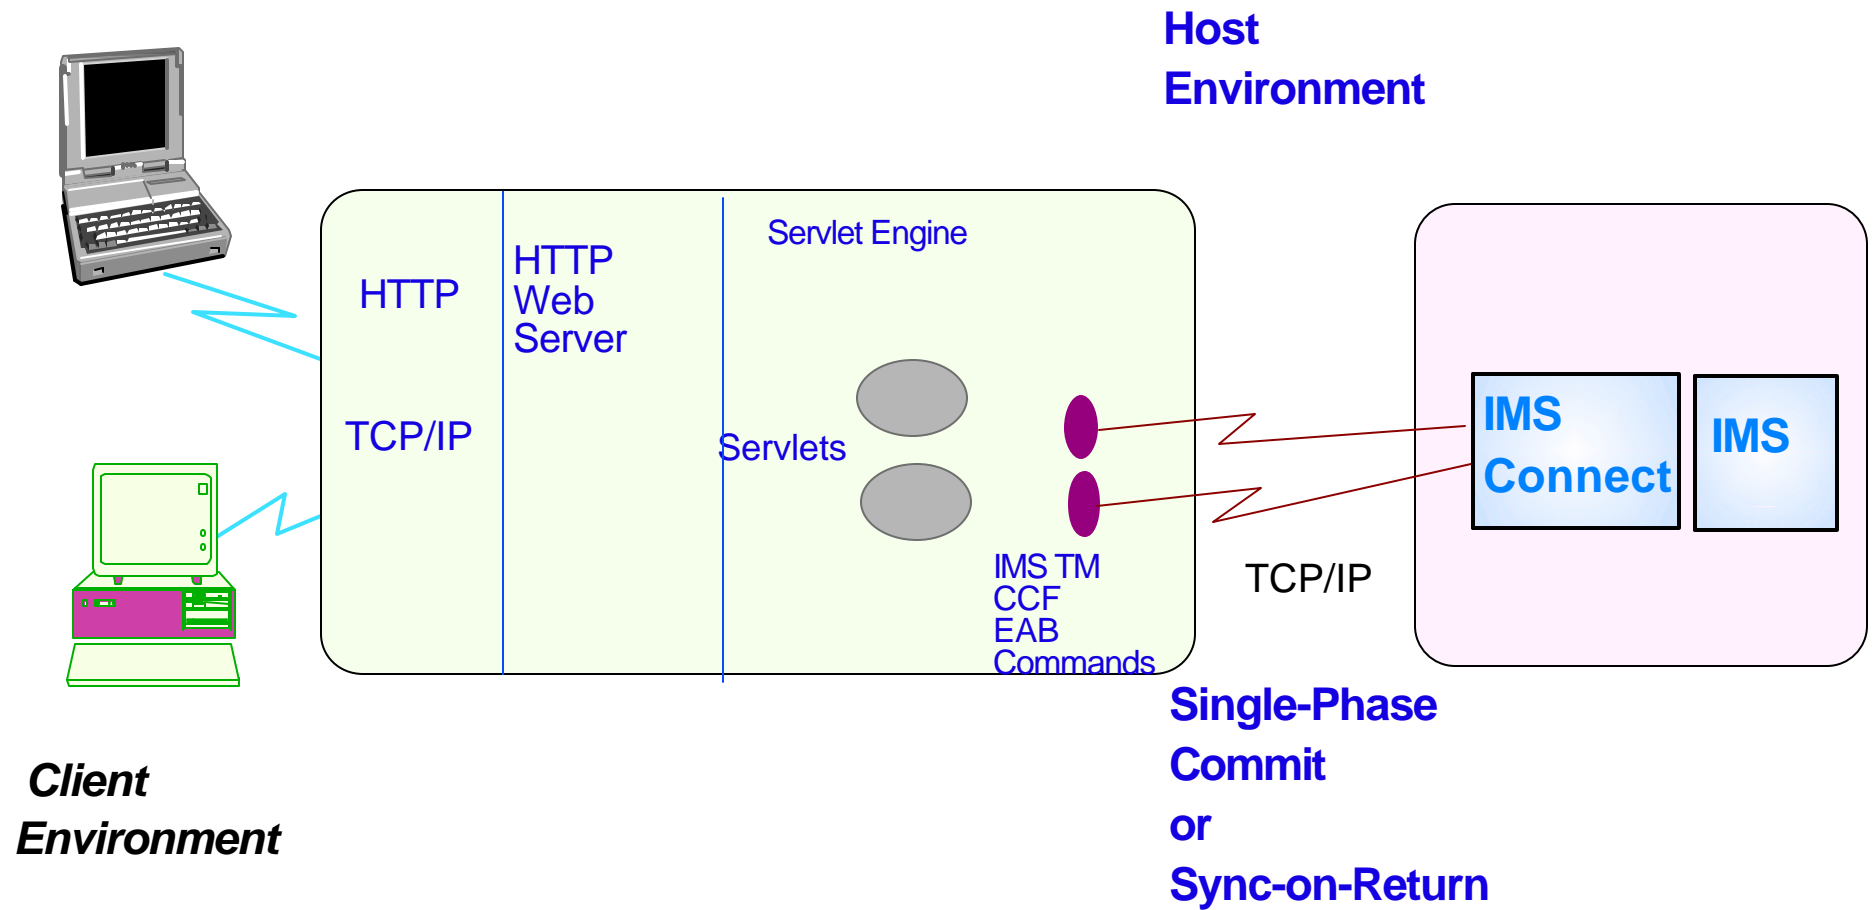 Host
Environment
Servlet Engine
HTTP
HTTP
Web
Server
TCP/IP
Servlets
IMS
Connect
IMS
IMS TM
CCF
EAB
Commands
TCP/IP
Single-Phase
Commit
or
Sync-on-Return
Client
Environment